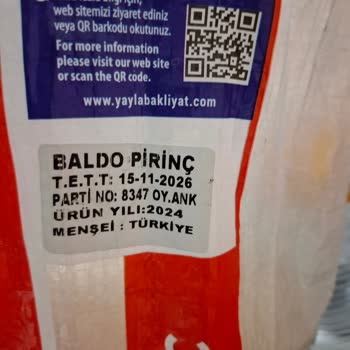 web sitemizi ziyaret ediniz
veya QR barkodu okutunuz.
For more information
please visit our web site
or scan the QR code.
www.yaylabakliyat.com
BALDO PİRİNÇ
T.E.T.T: 15-11-2026
PARTİ NO: 8347 OY.ANK
ÜRÜN YILI:2024
MENŞEİ : TÜRKİYE